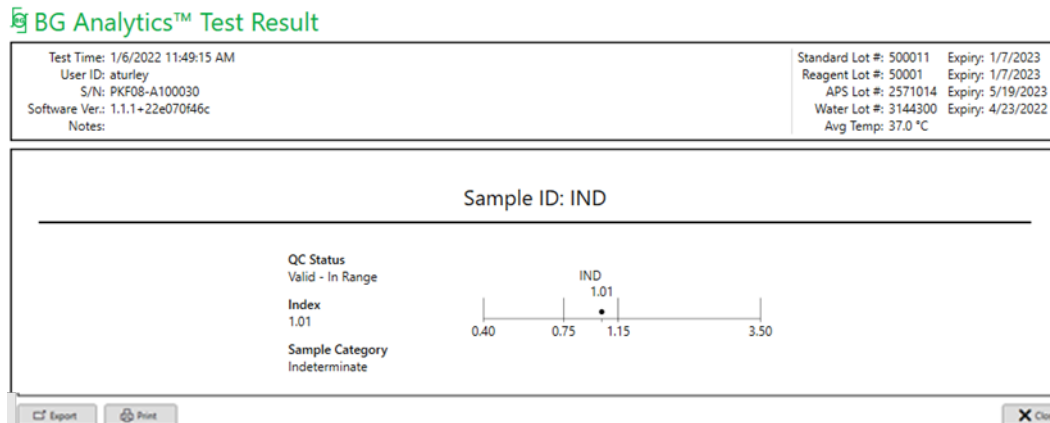 BG Analytics™ Test Result
Test Time: 1/6/2022 11:49:15 AM
User ID: aturley
S/N: PKF08-A100030
Software Ver.: 1.1.1+22e070f46c
Notes:
Standard Lot #: 500011 Expiry: 1/7/2023
Reagent Lot #: 50001 Expiry: 1/7/2023
APS Lot #: 2571014 Expiry: 5/19/2023
Water Lot #: 3144300 Expiry: 4/23/2022
Avg Temp: 37.0 °C
Sample ID: IND
QC Status
Valid - In Range
Index
1.01
Sample Category
Indeterminate
IND
1.01
0.40 0.75 1.15 3.50
Export Print